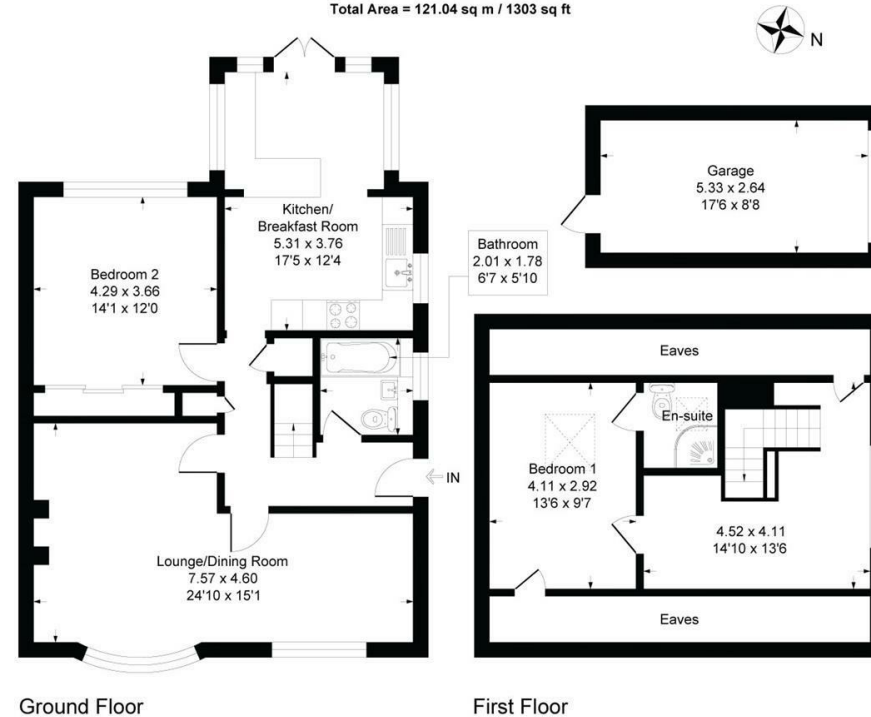 Total Area = 121.04 sq m / 1303 sq ft
N
Garage
5.33 x 2.64
17'6 x 8'8
Kitchen/
Breakfast Room
5.31 x 3.76
17'5 x 12'4
Bathroom
2.01 x 1.78
6'7 x 5'10
Bedroom 2
4.29 x 3.66
14'1 x 12'0
IN
Lounge/Dining Room
7.57 x 4.60
24'10 x 15'1
Eaves
En-suite
Bedroom 1
4.11 x 2.92
13'6 x 9'7
4.52 x 4.11
14'10 x 13'6
Eaves
Ground Floor
First Floor